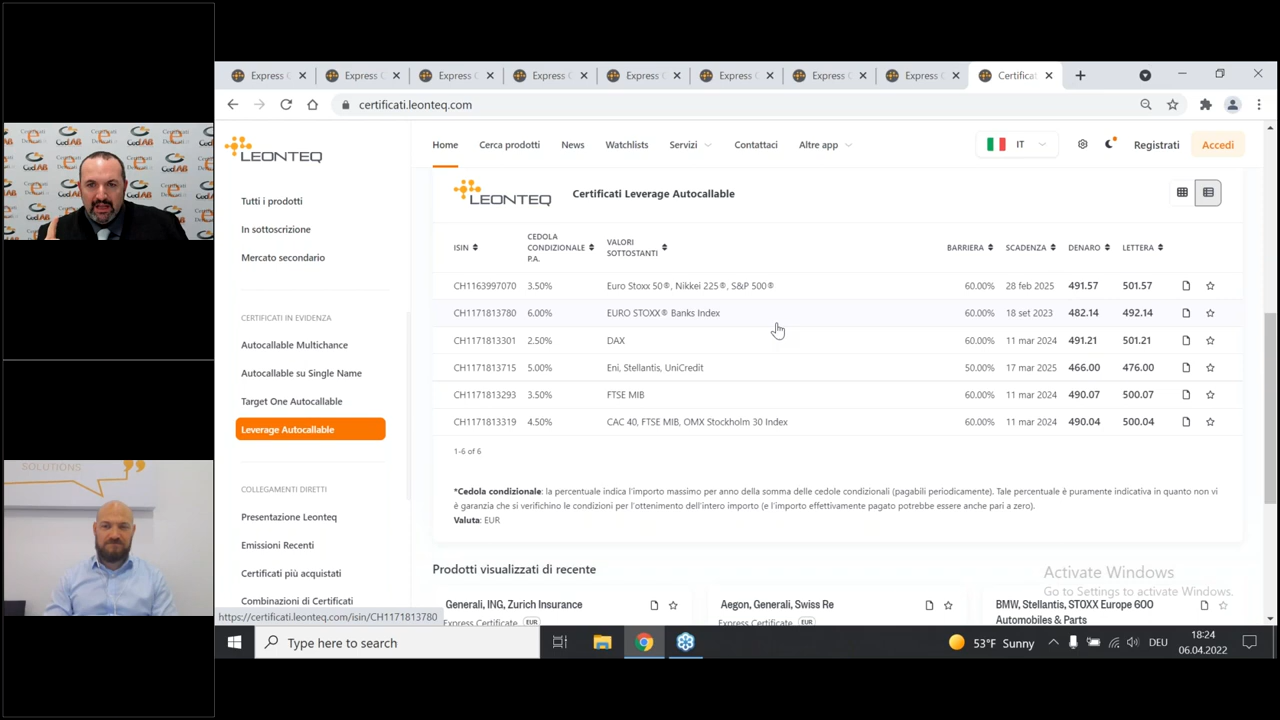 Express
Express
Express
Express
Express
Express
Express
Express
Certifica
certificati.leonteq.com
LEONTEQ
Home Cerca prodotti News Watchlists Servizi Contattaci Altre app IT Registrati Accedi
Tutti i prodotti
In sottoscrizione
Mercato secondario
CERTIFICATI IN EVIDENZA
Autocallable Multichance
Autocallable su Single Name
Target One Autocallable
Leverage Autocallable
COLLEGAMENTI DIRETTI
Presentazione Leonteq
Emissioni Recenti
Certificati più acquistati
Combinazioni di Certificati
LEONTEQ Certificati Leverage Autocallable
ISIN CEDOLA CONDIZIONALE P.A. VALORI SOTTOSTANTI BARRIERA SCADENZA DENARO LETTERA
CH1163997070 3.50% Euro Stoxx 50®, Nikkei 225®, S&P 500® 60.00% 28 feb 2025 491.57 501.57
CH1171813780 6.00% EURO STOXX® Banks Index 60.00% 18 set 2023 482.14 492.14
CH1171813301 2.50% DAX 60.00% 11 mar 2024 491.21 501.21
CH1171813715 5.00% Eni, Stellantis, UniCredit 50.00% 17 mar 2025 466.00 476.00
CH1171813293 3.50% FTSE MIB 60.00% 11 mar 2024 490.07 500.07
CH1171813319 4.50% CAC 40, FTSE MIB, OMX Stockholm 30 Index 60.00% 11 mar 2024 490.04 500.04
1-6 of 6
*Cedola condizionale: la percentuale indica l'importo massimo per anno della somma delle cedole condizionali (pagabili periodicamente). Tale percentuale è puramente indicativa in quanto non vi
è garanzia che si verifichino le condizioni per l'ottenimento dell'intero importo (e l'importo effettivamente pagato potrebbe essere anche pari a zero).
Valuta: EUR
Prodotti visualizzati di recente
Generali, ING, Zurich Insurance
Express Certificate EUR
Aegon, Generali, Swiss Re
Express Certificate EUR
BMW, Stellantis, STOXX Europe 600
Automobiles & Parts
Activate Windows
Go to Settings to activate Windows.
https://certificati.leonteq.com/isin/CH1171813780
Type here to search
53°F Sunny
DEU
18:24
06.04.2022
SOLUTIONS
CedLAB